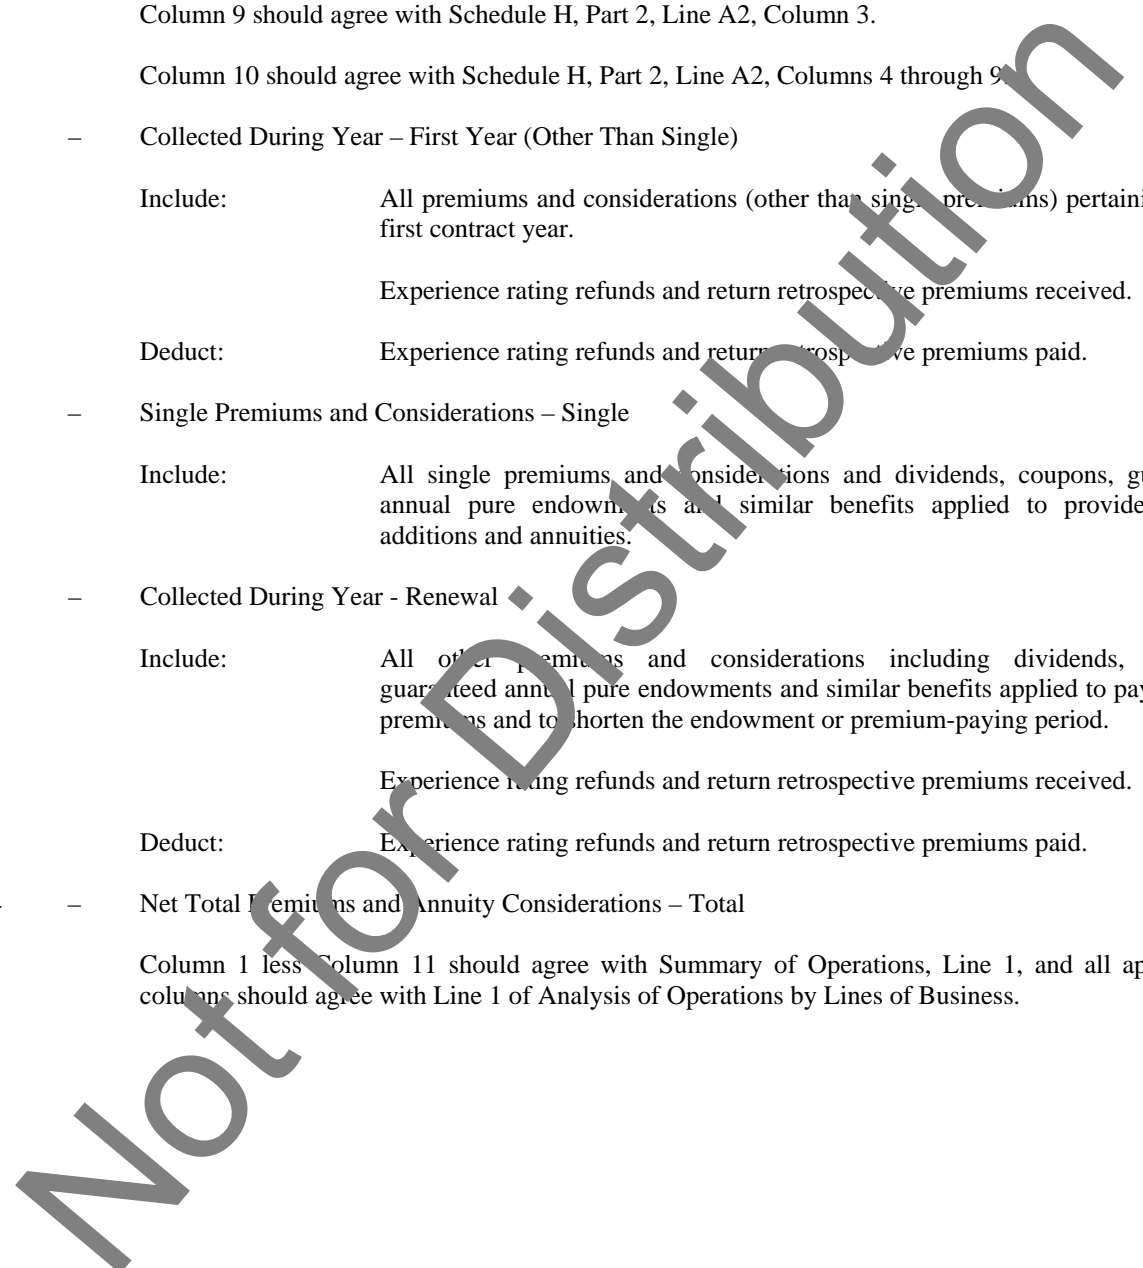 Column 9 should agree with Schedule H, Part 2, Line A2, Column 3.
Column 10 should agree with Schedule H, Part 2, Line A2, Columns 4 through 9.
– Collected During Year – First Year (Other Than Single)
Include: All premiums and considerations (other than single premiums)
first contract year.
Experience rating refunds and return retrospective premiums received.
Deduct: Experience rating refunds and return retrospective premiums paid.
– Single Premiums and Considerations – Single
Include: All single premiums and considerations and dividends, coupons,
annual pure endowments and similar benefits applied to provide
additions and annuities.
– Collected During Year - Renewal
Include: All other premiums and considerations including dividends,
guaranteed annual pure endowments and similar benefits applied to
premiums and to shorten the endowment or premium-paying period.
Experience rating refunds and return retrospective premiums received.
Deduct: Experience rating refunds and return retrospective premiums paid.
– Net Total Premiums and Annuity Considerations – Total
Column 1 less Column 11 should agree with Summary of Operations, Line 1, and all
columns should agree with Line 1 of Analysis of Operations by Lines of Business.
Not for Distribution